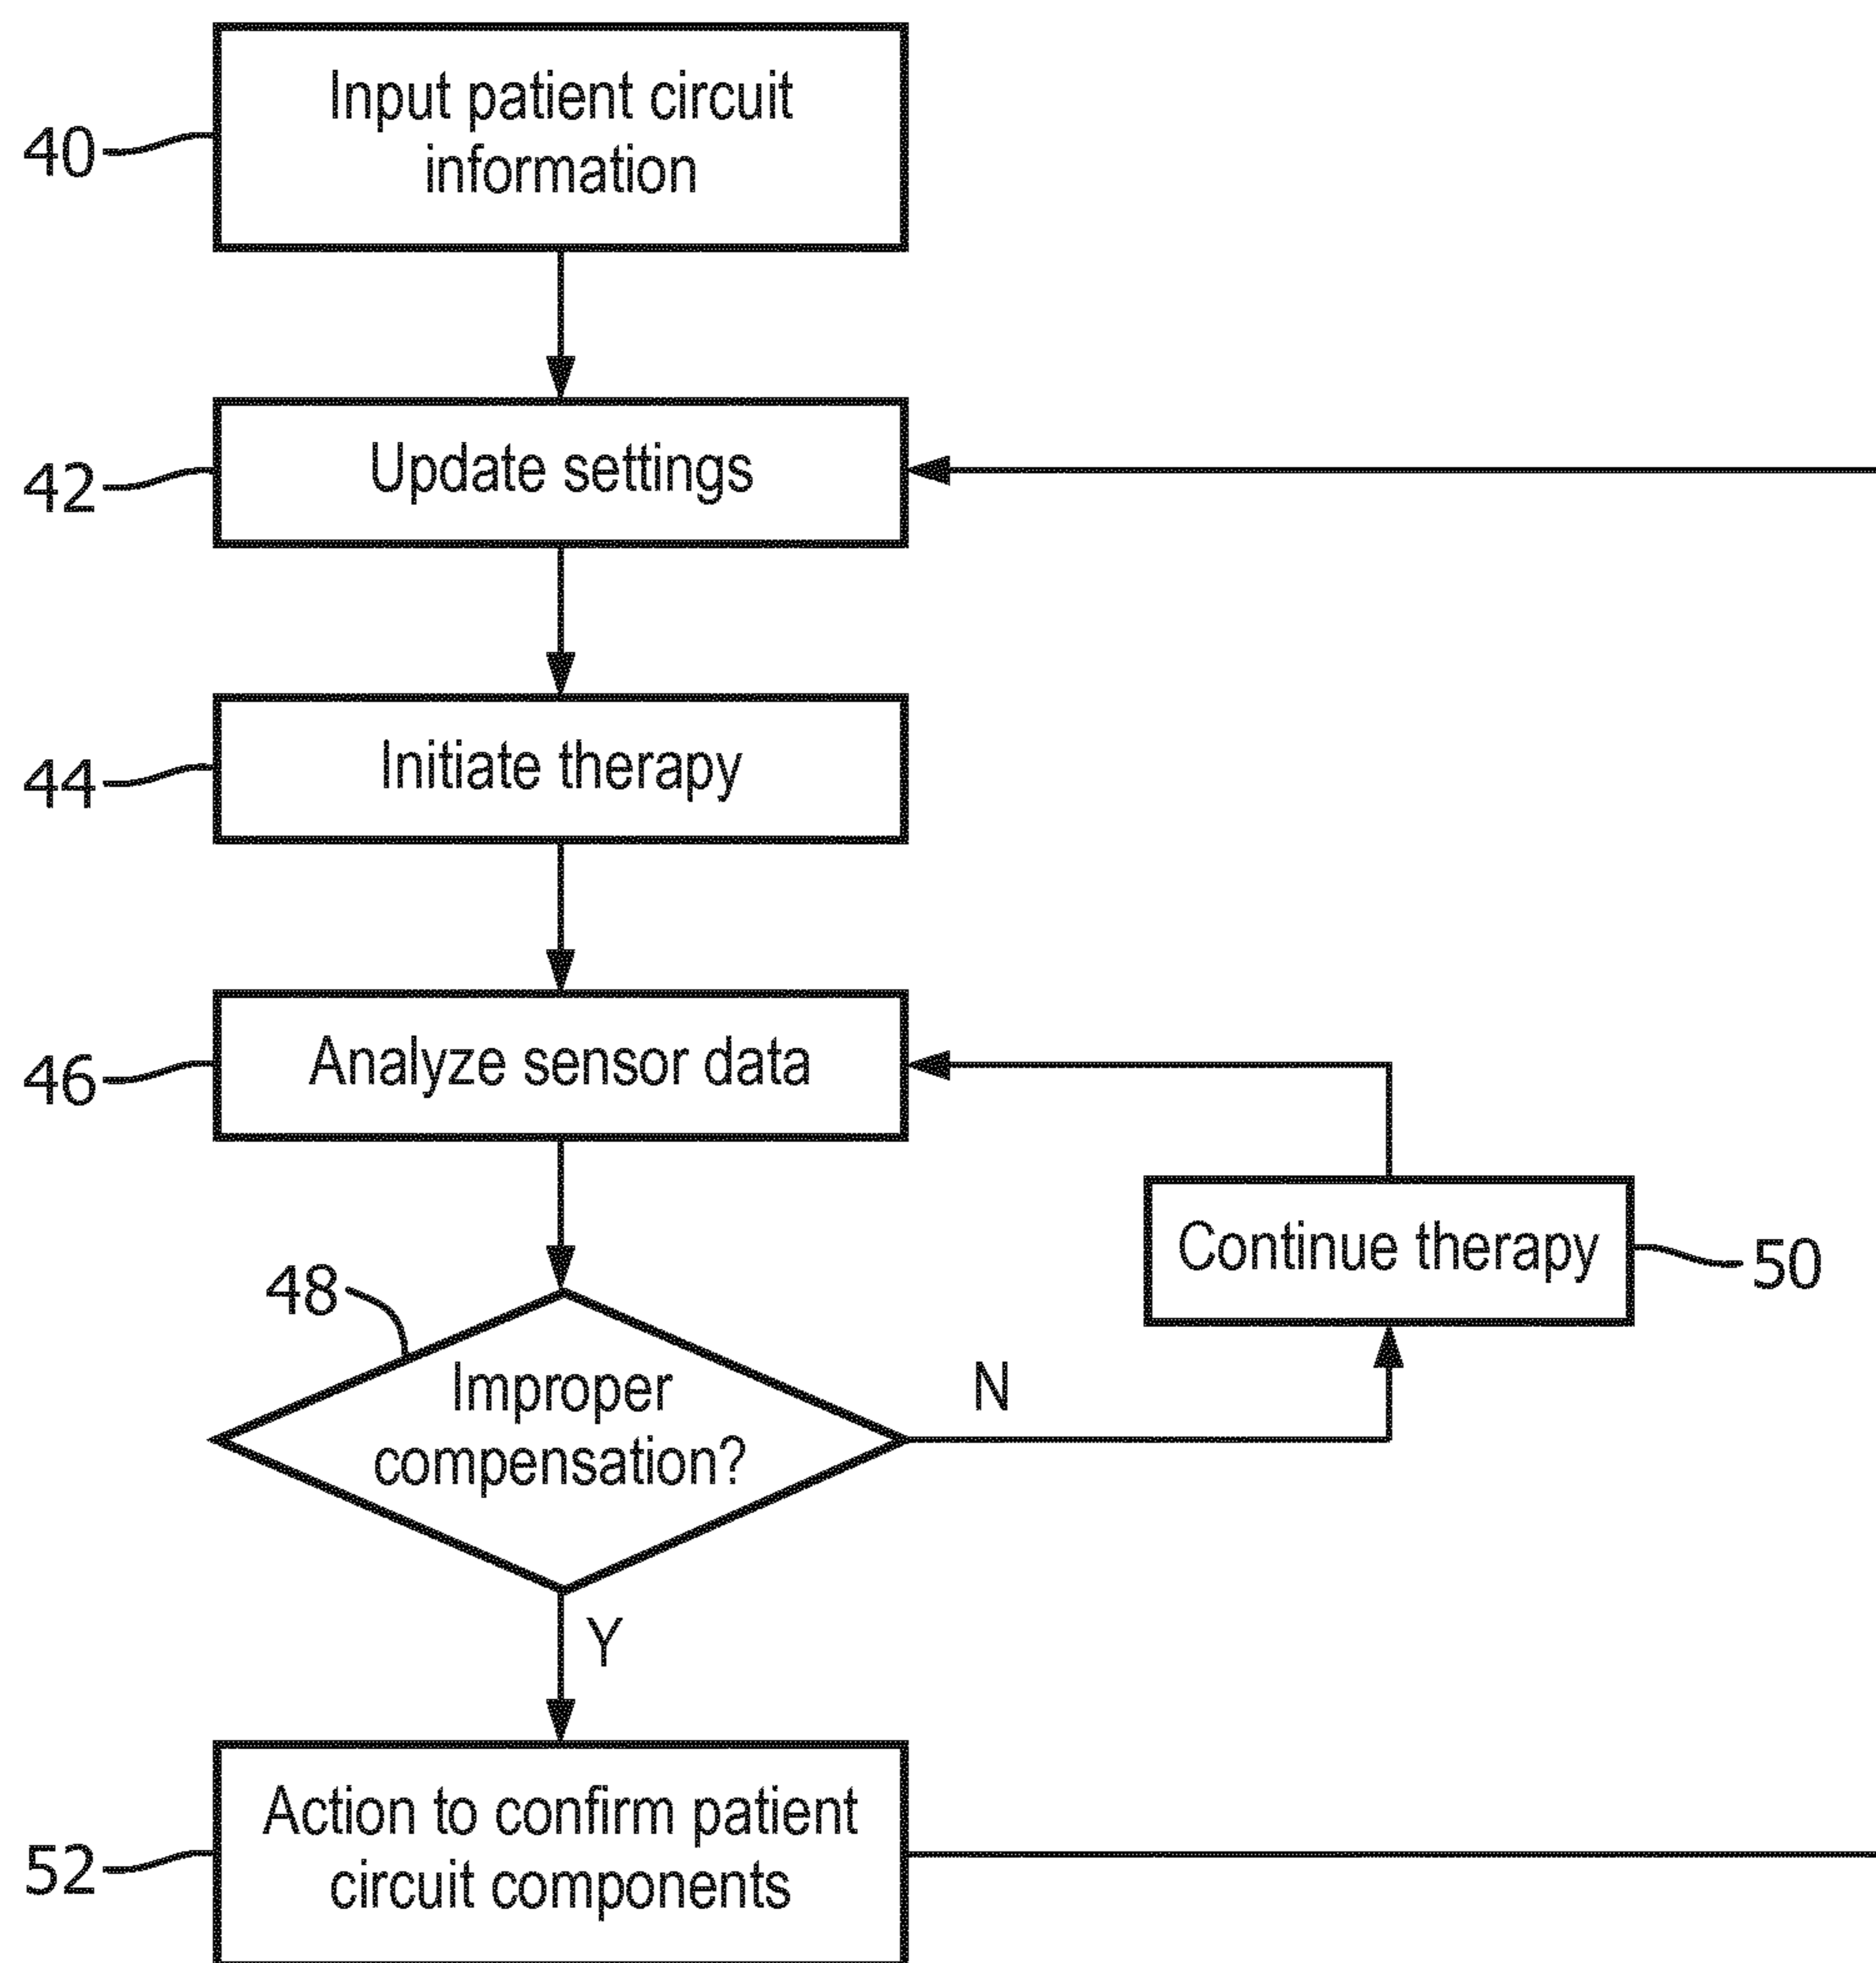 Input patient circuit
information
40
Update settings
42
Initiate therapy
44
Analyze sensor data
46
Continue therapy
50
48
Improper
compensation?
N
Y
Action to confirm patient
circuit components
52